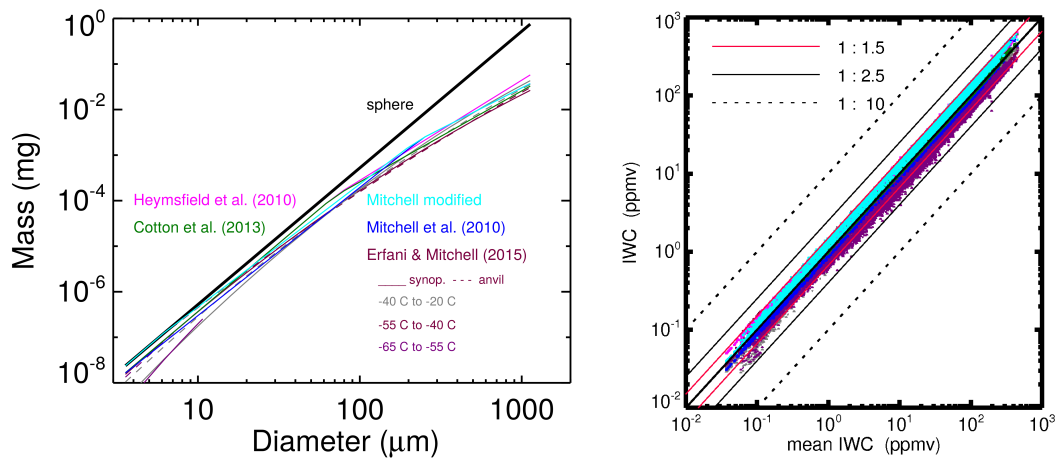 Mass (mg)
10^0
10^-2
10^-4
10^-6
10^-8
sphere
Heymsfield et al. (2010)
Mitchell modified
Cotton et al. (2013)
Mitchell et al. (2010)
Erfani & Mitchell (2015)
synop. anvil
-40 C to -20 C
-55 C to -40 C
-65 C to -55 C
10 100 1000
Diameter (μm)
IWC (ppmv)
10^3
10^2
10^1
10^0
10^-1
10^-2
1 : 1.5
1 : 2.5
1 : 10
10^-2 10^-1 10^0 10^1 10^2 10^3
mean IWC (ppmv)